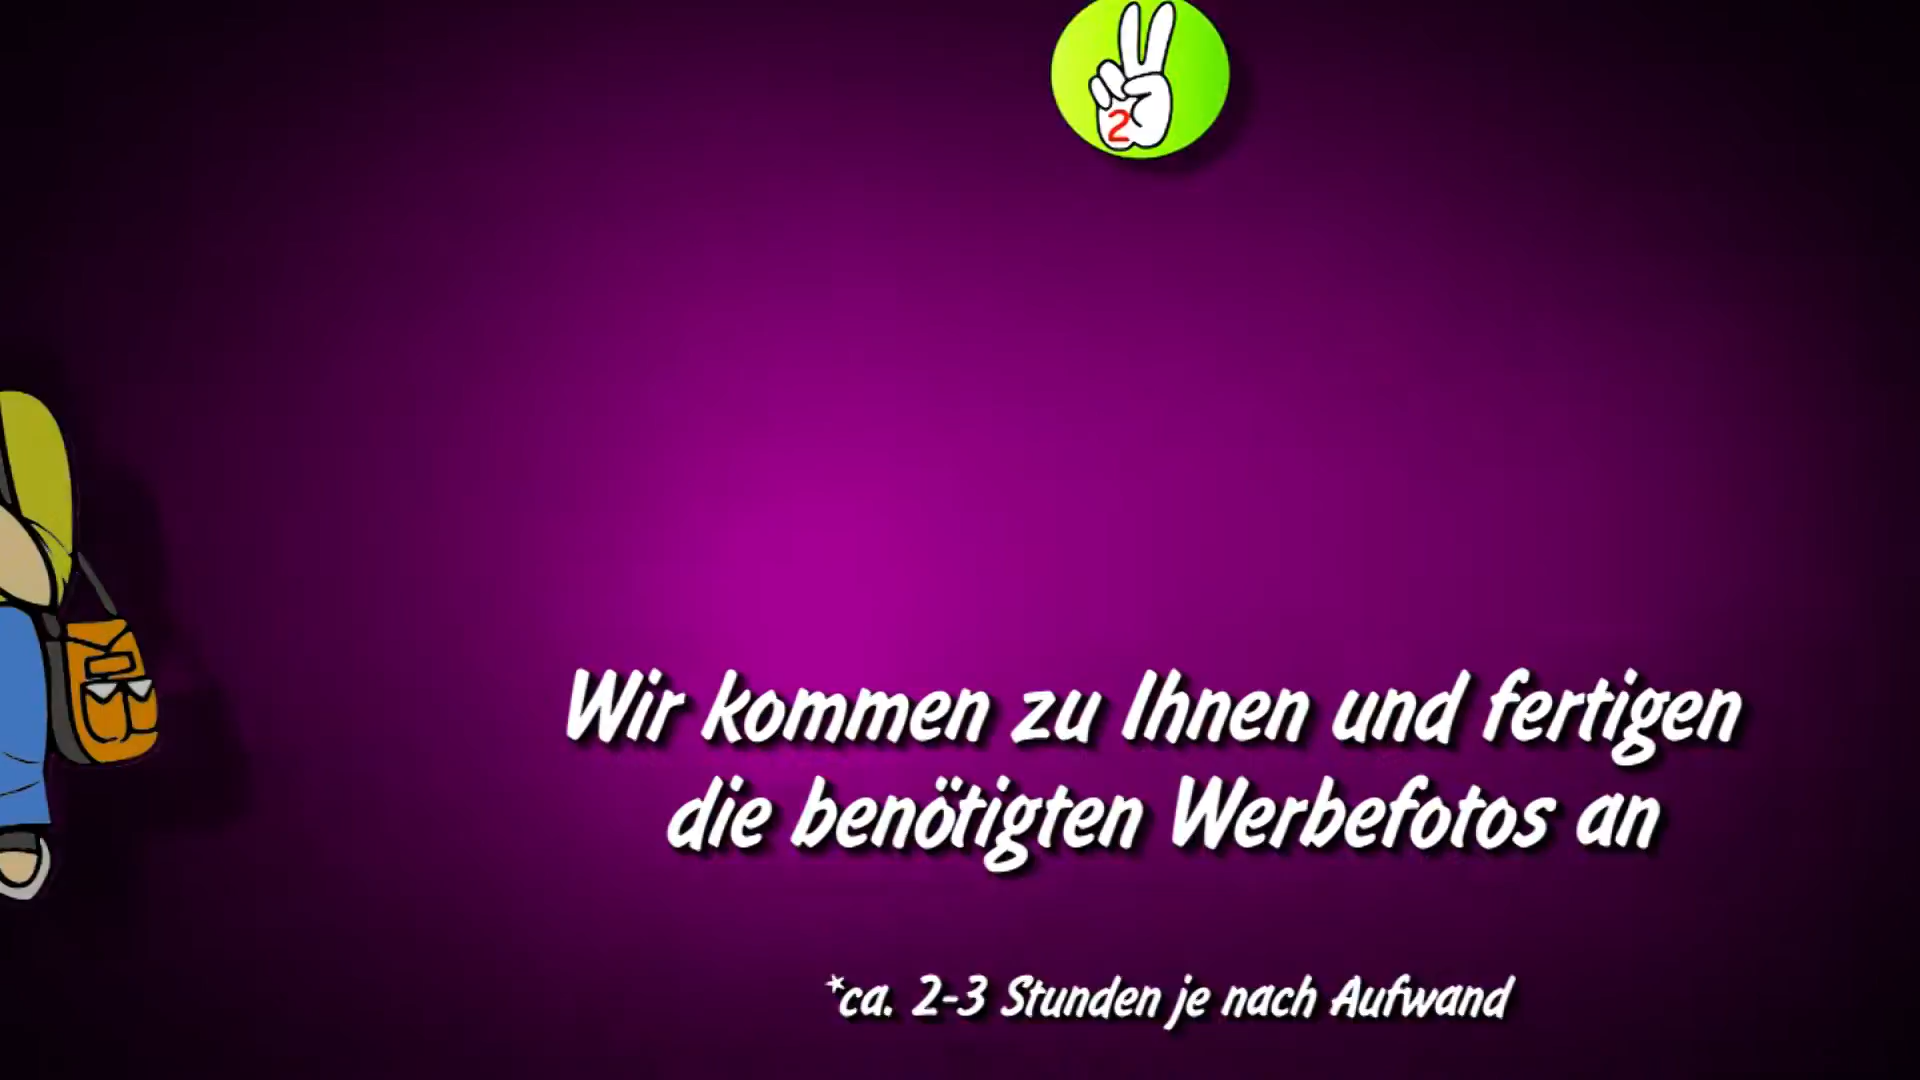 2
Wir kommen zu Ihnen und fertigen
die benötigten Werbefotos an
*ca. 2-3 Stunden je nach Aufwand